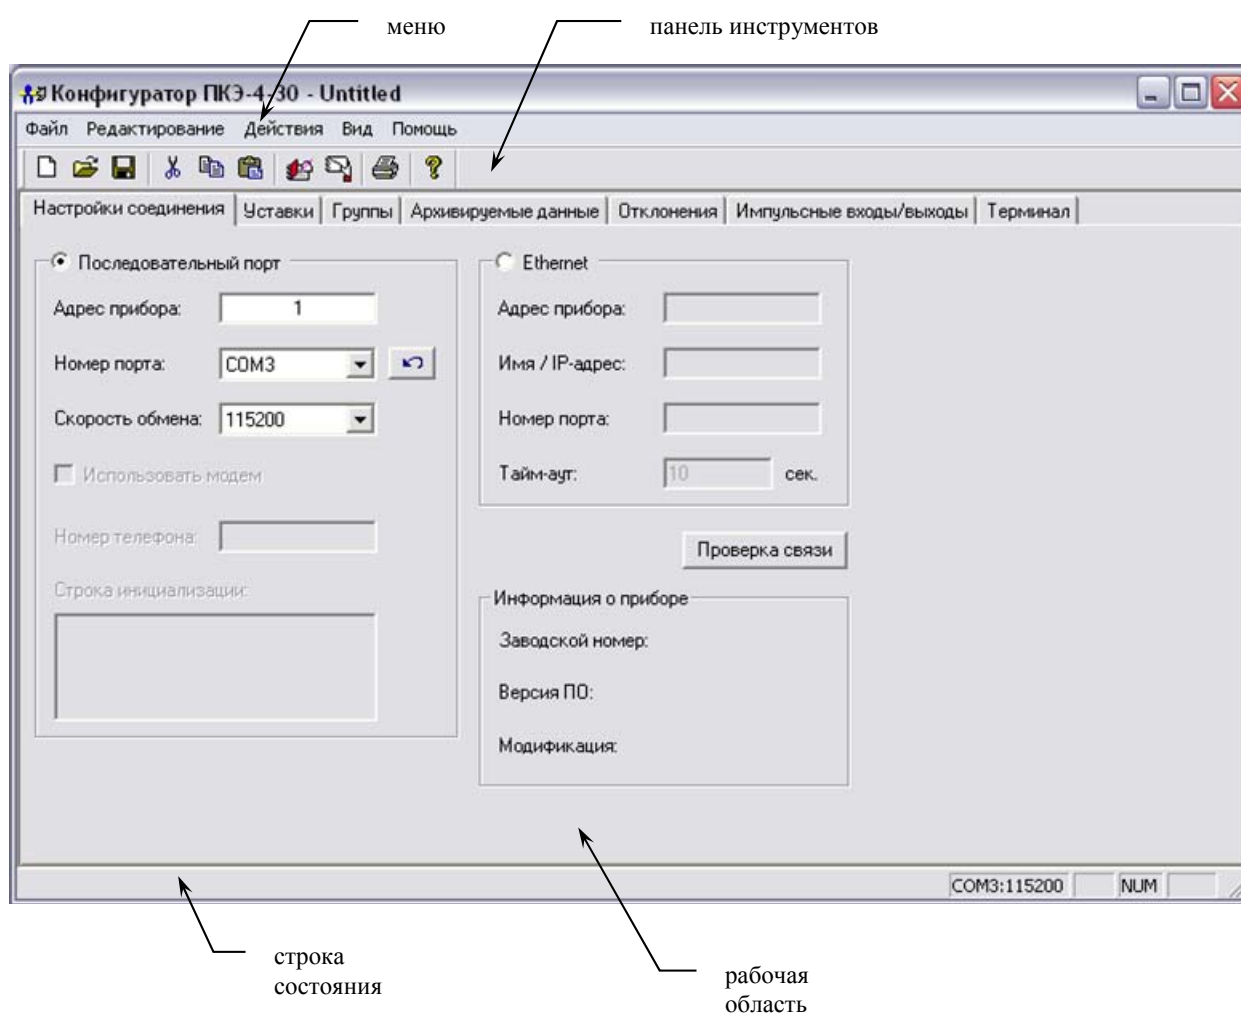 меню
панель инструментов
Конфигуратор ПКЭ-4-30 - Untitled
Файл Редактирование Действия Вид Помощь
Настройки соединения Уставки Группы Архивируемые данные Отклонения Импульсные входы/выходы Терминал
Последовательный порт
Адрес прибора: 1
Номер порта: COM3
Скорость обмена: 115200
Использовать модем
Номер телефона:
Строка инициализации:
Ethernet
Адрес прибора:
Имя / IP-адрес:
Номер порта:
Тайм-аут: 10 сек.
Проверка связи
Информация о приборе
Заводской номер:
Версия ПО:
Модификация:
COM3:115200 NUM
строка
состояния
рабочая
область